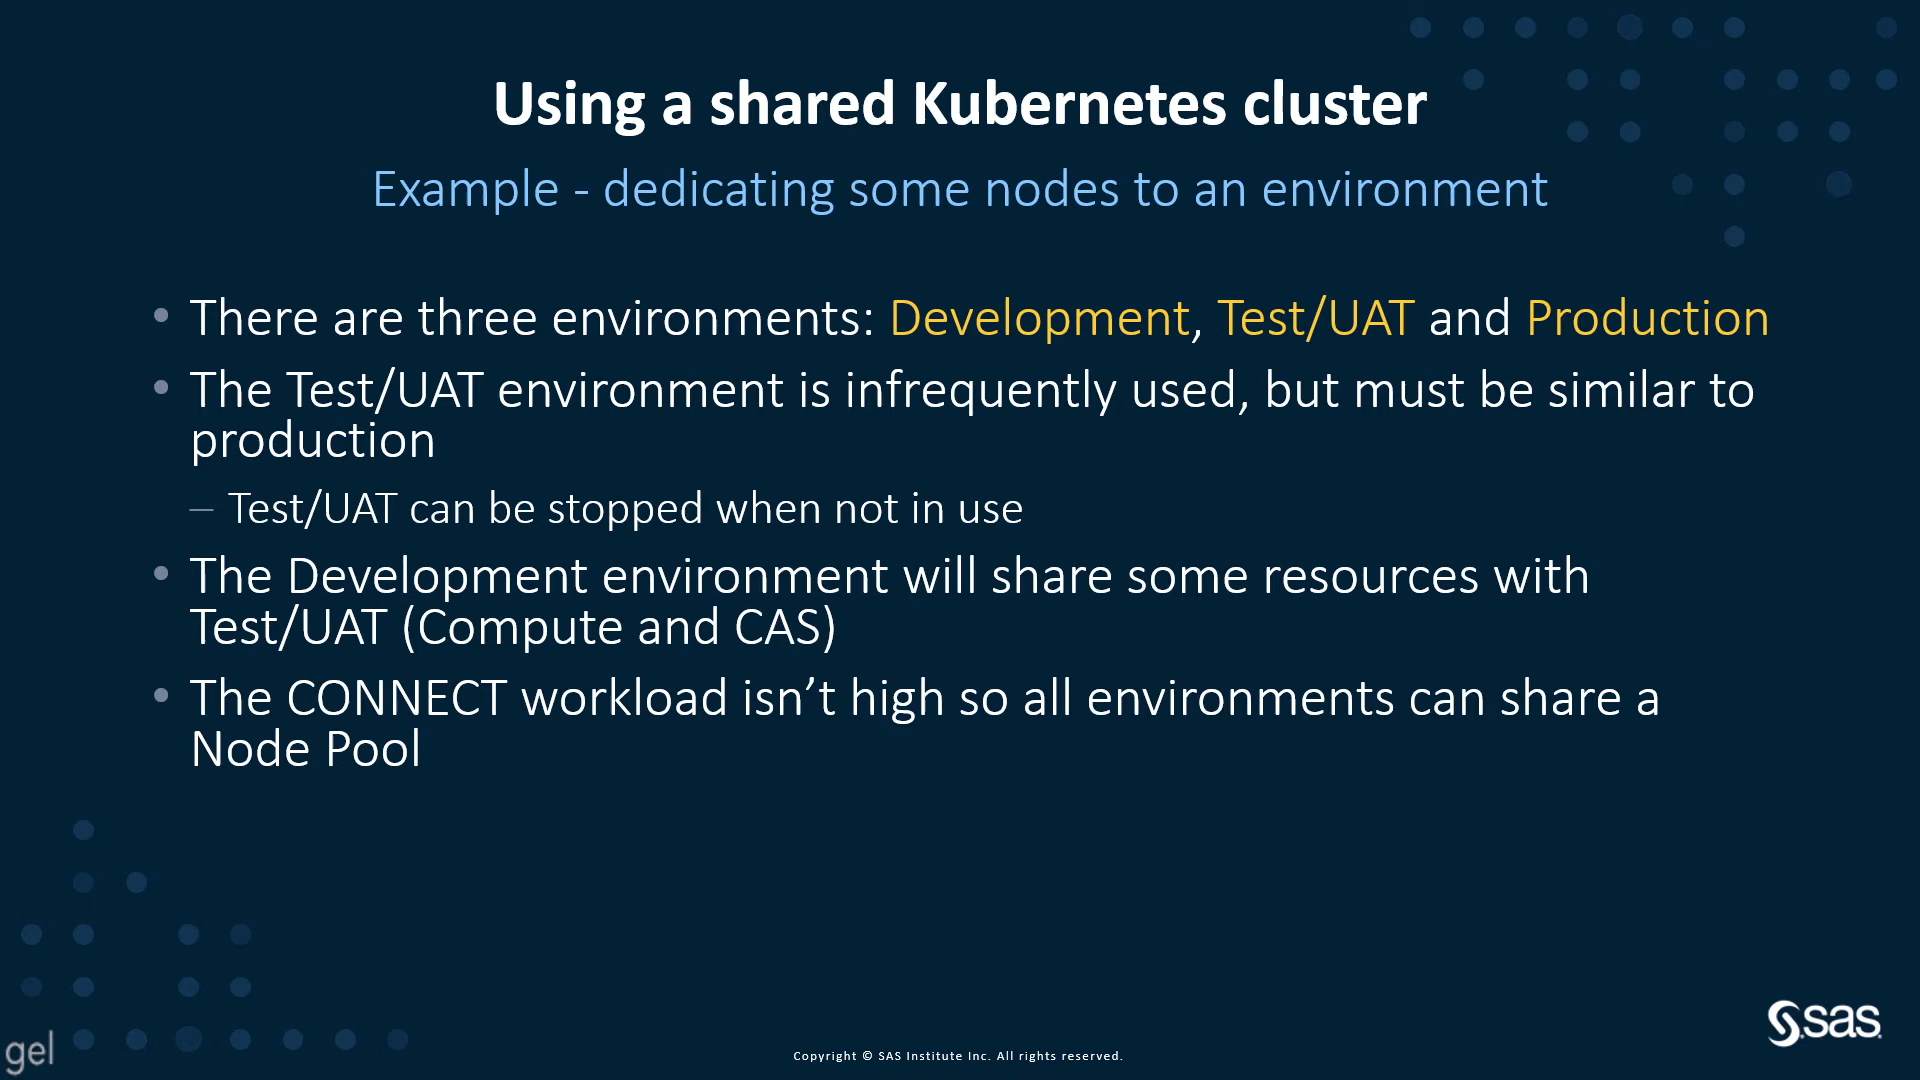 Using a shared Kubernetes cluster
Example - dedicating some nodes to an environment
• There are three environments: Development, Test/UAT and Production
• The Test/UAT environment is infrequently used, but must be similar to
production
– Test/UAT can be stopped when not in use
• The Development environment will share some resources with
Test/UAT (Compute and CAS)
• The CONNECT workload isn’t high so all environments can share a
Node Pool
sas
gel
Copyright © SAS Institute Inc. All rights reserved.